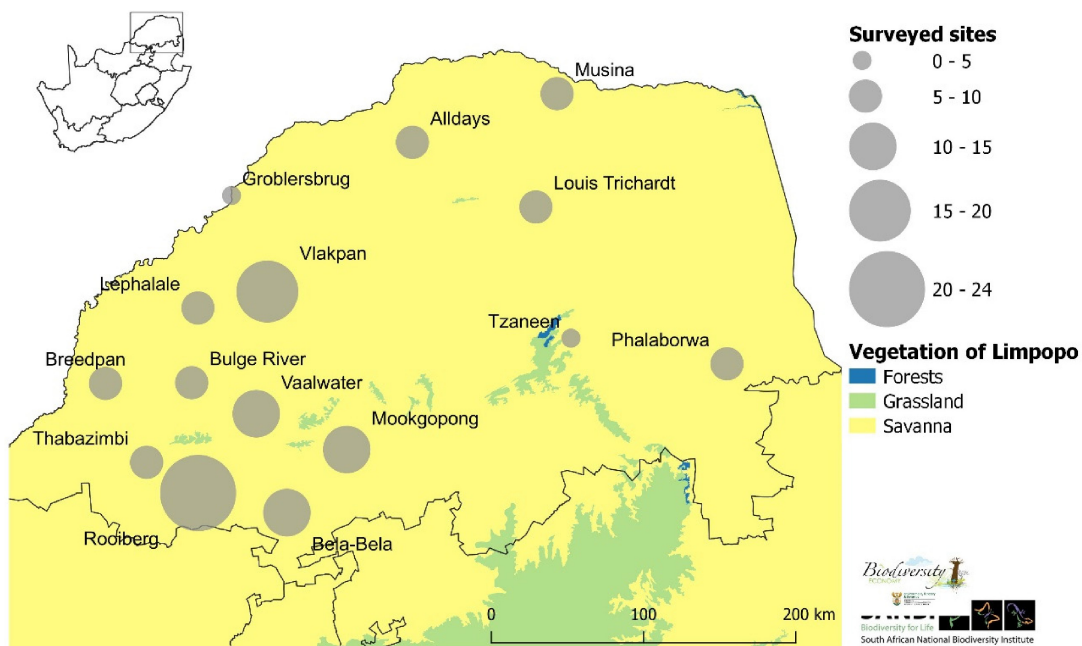 Musina
Alldays
Groblersbrug
Louis Trichardt
Vlakpan
Lephalale
Tzaneen
Phalaborwa
Breedpan
Bulge River
Vaalwater
Mookgopong
Thabazimbi
Rooiberg
Bela-Bela
0 100 200 km
Surveyed sites
0 - 5
5 - 10
10 - 15
15 - 20
20 - 24
Vegetation of Limpopo
Forests
Grassland
Savanna
Biodiversity
ECONOMY
Biodiversity for Life
South African National Biodiversity Institute